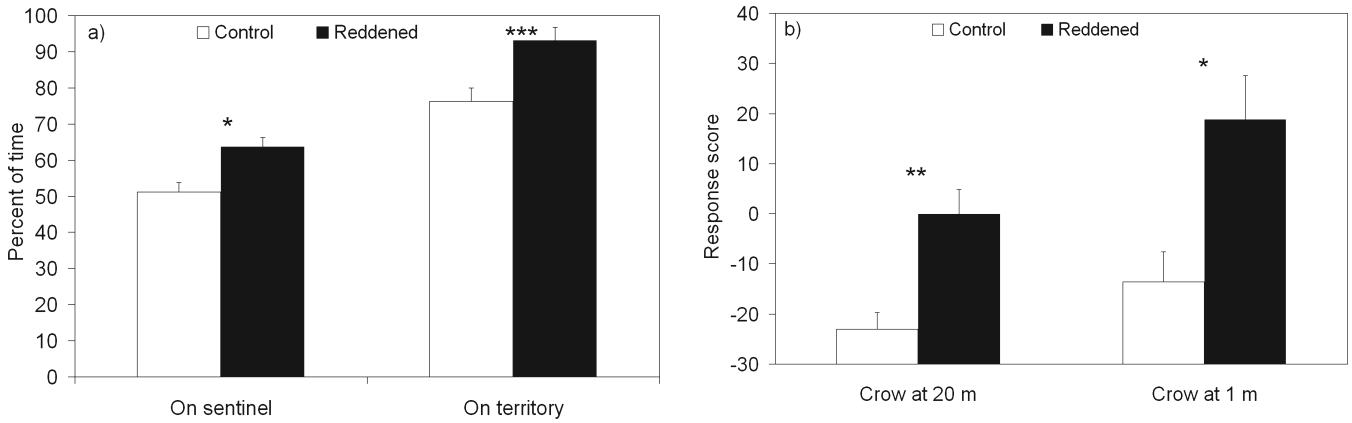 a)
Control
Reddened
Percent of time
100
90
80
70
60
50
40
30
20
10
0
*
***
On sentinel
On territory
b)
Control
Reddened
Response score
40
30
20
10
0
-10
-20
-30
**
*
Crow at 20 m
Crow at 1 m